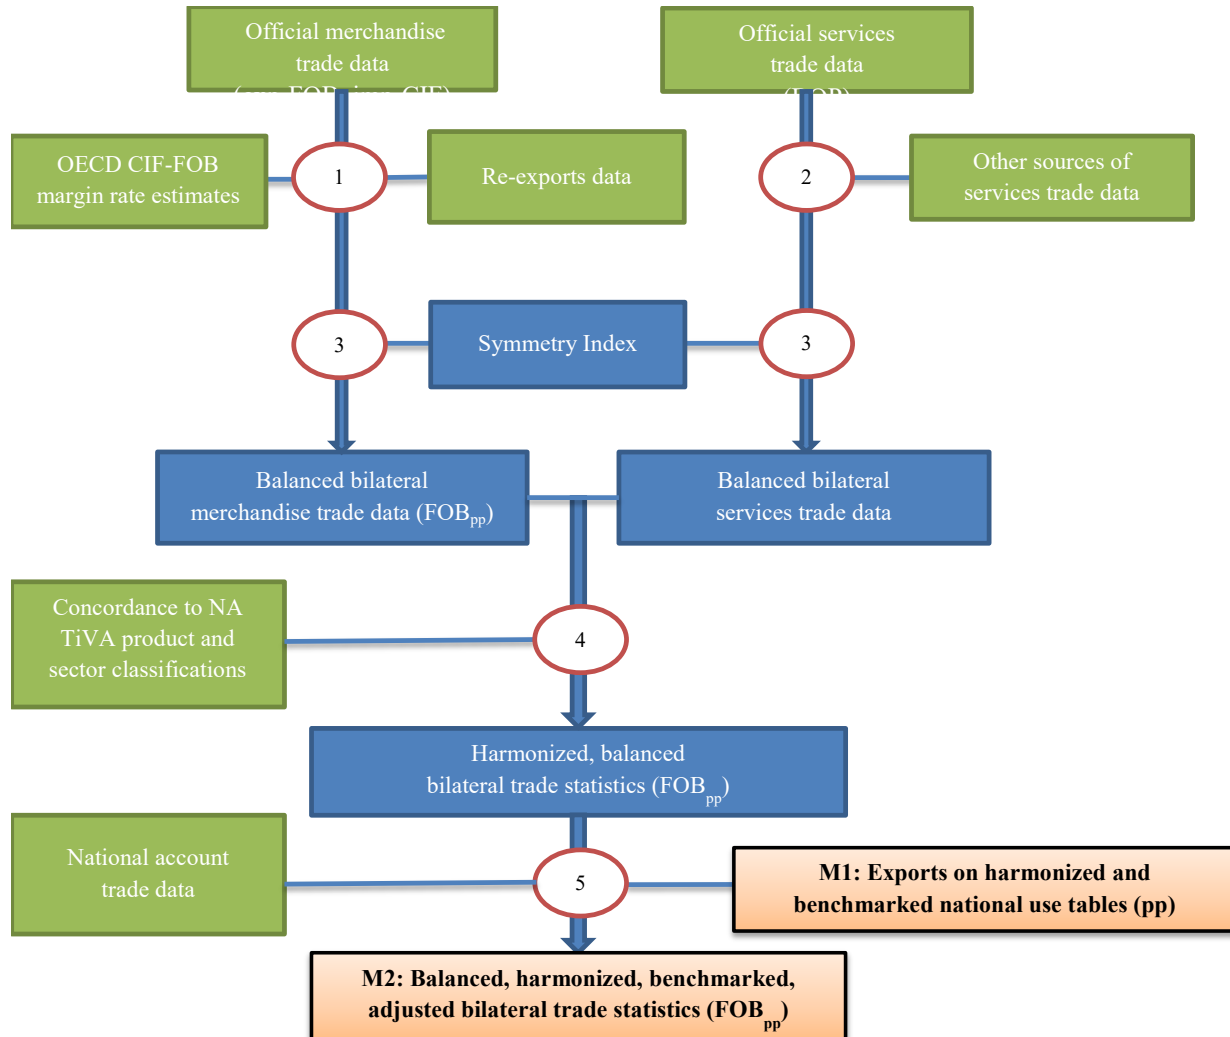 Official merchandise
trade data
Official services
trade data
OECD CIF-FOB
margin rate estimates
1
Re-exports data
2
Other sources of
services trade data
3
Symmetry Index
3
Balanced bilateral
merchandise trade data (FOBpp)
Balanced bilateral
services trade data
Concordance to NA
TiVA product and
sector classifications
4
Harmonized, balanced
bilateral trade statistics (FOBpp)
National account
trade data
5
M1: Exports on harmonized and
benchmarked national use tables (pp)
M2: Balanced, harmonized, benchmarked,
adjusted bilateral trade statistics (FOBpp)